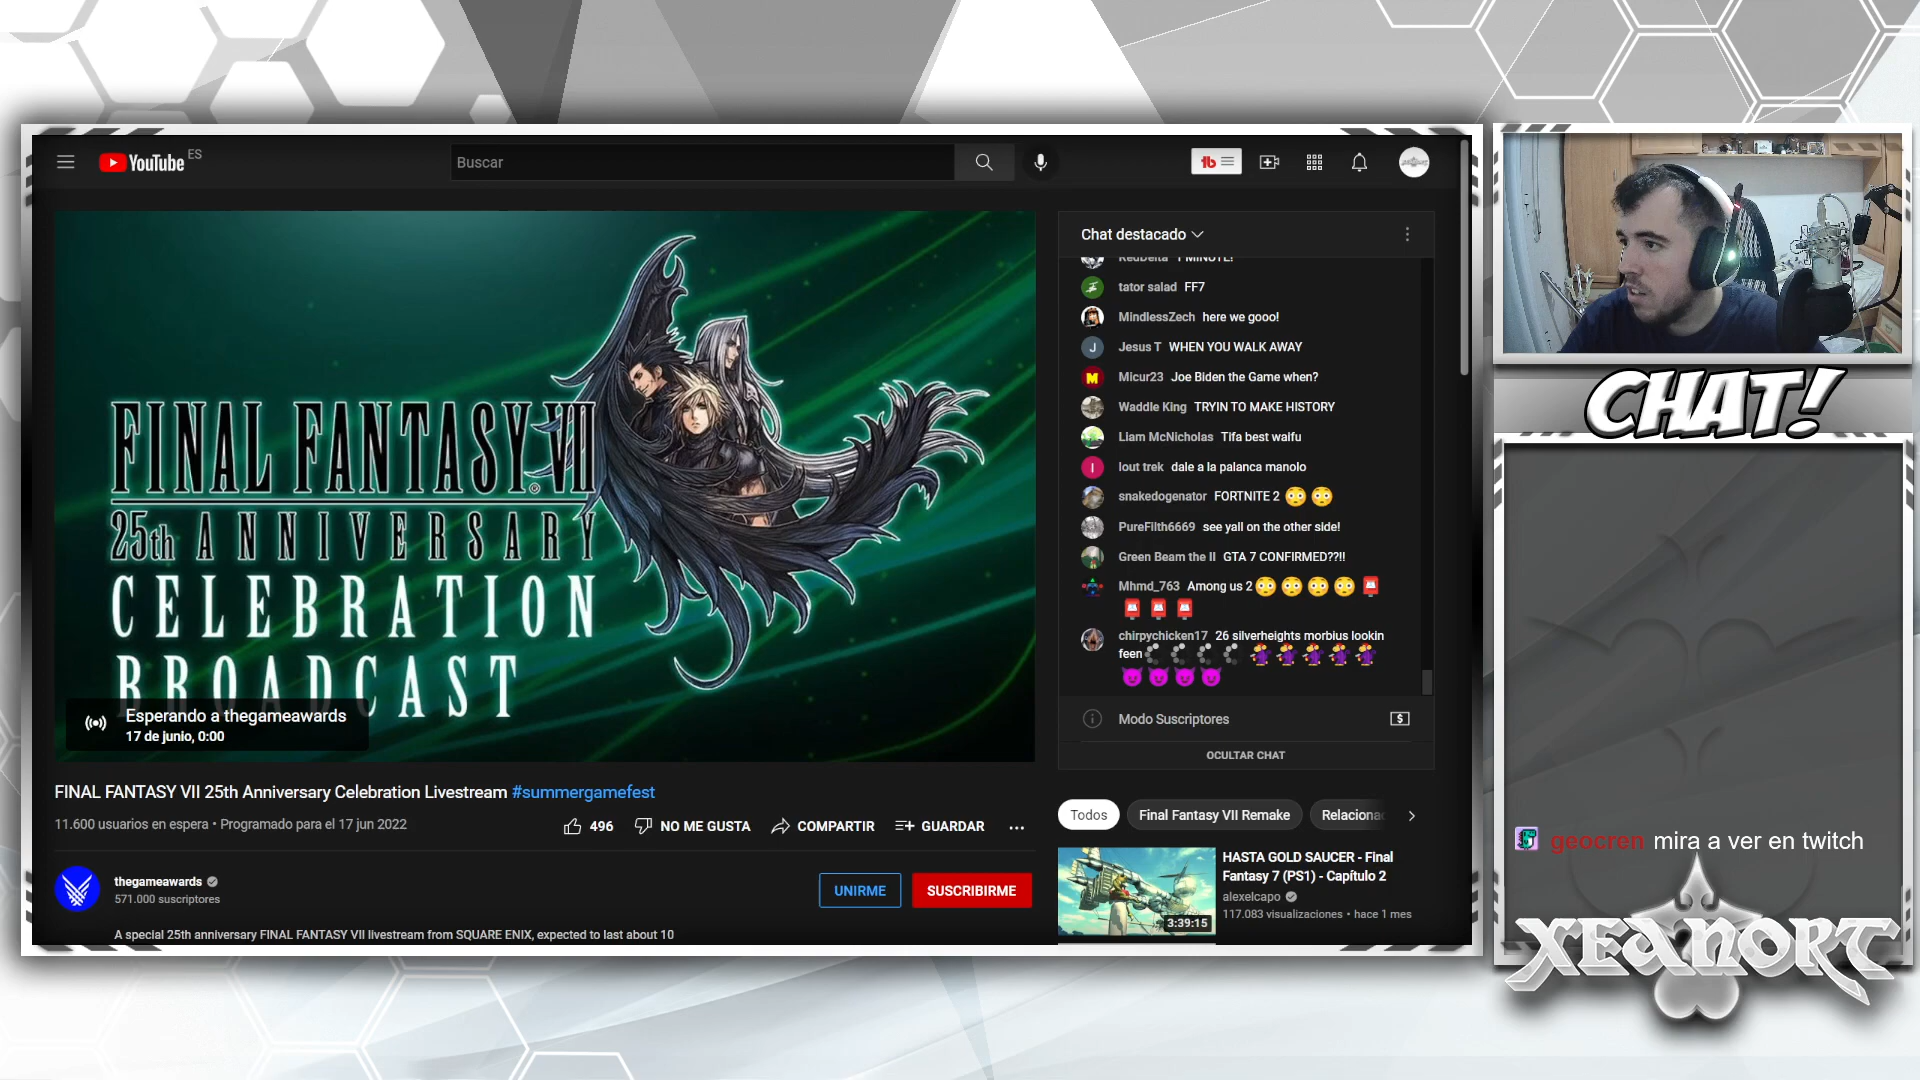 YouTube ES
Buscar
FINAL FANTASY VII
25th ANNIVERSARY
CELEBRATION
BROADCAST
Esperando a thegameawards
17 de junio, 0:00
FINAL FANTASY VII 25th Anniversary Celebration Livestream #summergamefest
11.600 usuarios en espera • Programado para el 17 jun 2022
496
NO ME GUSTA
COMPARTIR
GUARDAR
thegameawards
571.000 suscriptores
UNIRME
SUSCRIBIRME
A special 25th anniversary FINAL FANTASY VII livestream from SQUARE ENIX, expected to last about 10
Chat destacado
RedDelta 1 MINUTE!
tator salad FF7
MindlessZech here we gooo!
Jesus T WHEN YOU WALK AWAY
Micur23 Joe Biden the Game when?
Waddle King TRYIN TO MAKE HISTORY
Liam McNicholas Tifa best waifu
lout trek dale a la palanca manolo
snakedogenator FORTNITE 2 😳 😳
PureFilth6669 see yall on the other side!
Green Beam the II GTA 7 CONFIRMED??!!
Mhmd_763 Among us 2 😳 😳 😳 😳
chirpychicken17 26 silverheights morbius lookin
feen
😈 😈 😈 😈
Modo Suscriptores
OCULTAR CHAT
Todos
Final Fantasy VII Remake
Relaciona
3:39:15
HASTA GOLD SAUCER - Final
Fantasy 7 (PS1) - Capítulo 2
alexelcapo
117.083 visualizaciones • hace 1 mes
CHAT!
geocren mira a ver en twitch
XEANORT